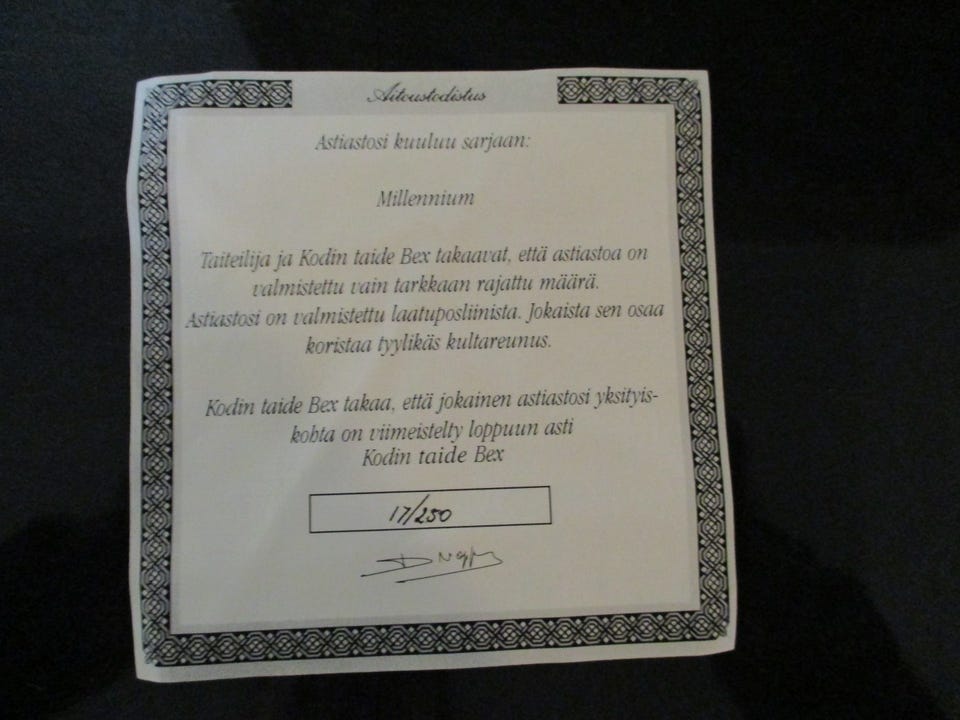 Aitoustodistus
Astiastosi kuuluu sarjaan:
Millennium
Taiteilija ja Kodin taide Bex takaavat, että astiastoa on
valmistettu vain tarkkaan rajattu määrä.
Astiastosi on valmistettu laatuposliinista. Jokaista sen osaa
koristaa tyylikäs kultareunus.
Kodin taide Bex takaa, että jokainen astiastosi yksityis-
kohta on viimeistelty loppuun asti
Kodin taide Bex
17/250